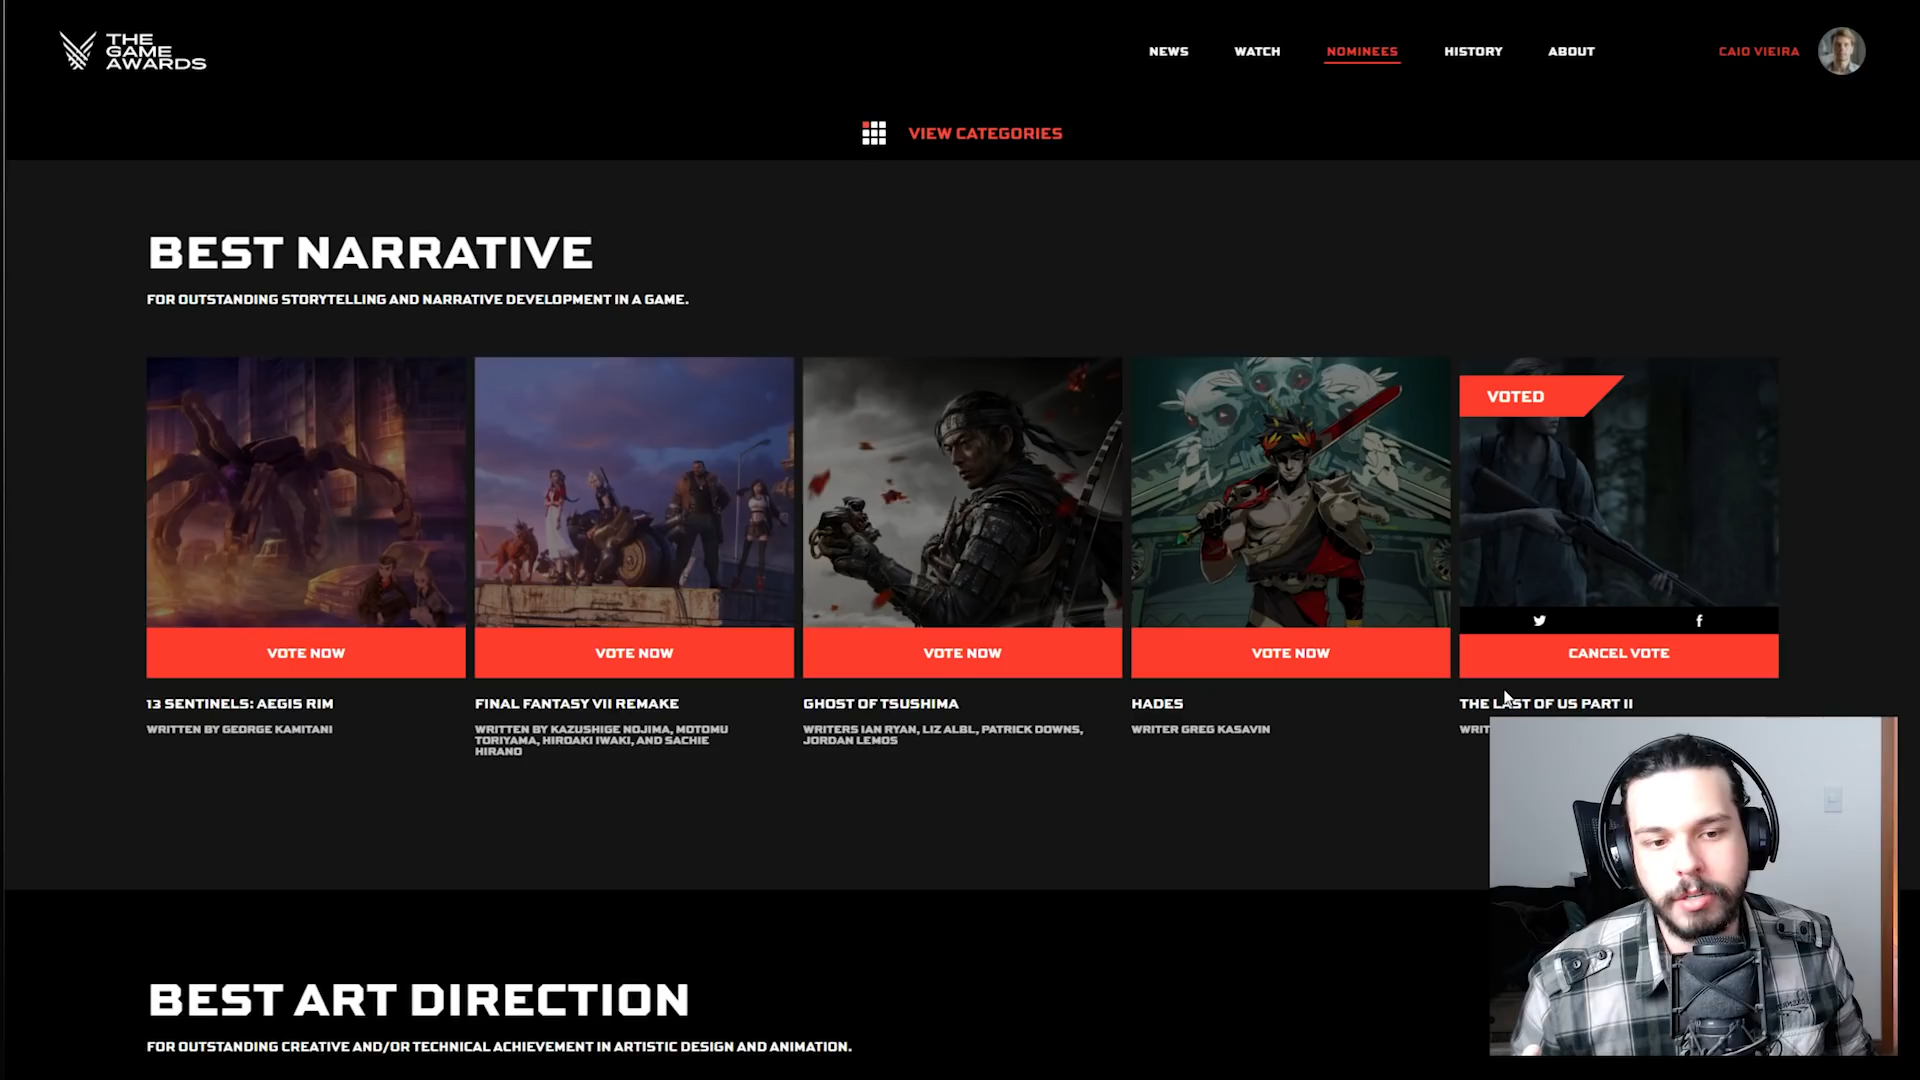 THE
GAME
AWARDS
NEWS
WATCH
NOMINEES
HISTORY
ABOUT
CAIO VIEIRA
VIEW CATEGORIES
BEST NARRATIVE
FOR OUTSTANDING STORYTELLING AND NARRATIVE DEVELOPMENT IN A GAME.
VOTE NOW
13 SENTINELS: AEGIS RIM
WRITTEN BY GEORGE KAMITANI
VOTE NOW
FINAL FANTASY VII REMAKE
WRITTEN BY KAZUSHIGE NOJIMA, MOTOMU
TORIYAMA, HIROAKI IWAKI, AND SACHIE
HIRANO
VOTE NOW
GHOST OF TSUSHIMA
WRITERS IAN RYAN, LIZ ALBL, PATRICK DOWNS,
JORDAN LEMOS
VOTE NOW
HADES
WRITER GREG KASAVIN
VOTED
CANCEL VOTE
THE LAST OF US PART II
BEST ART DIRECTION
FOR OUTSTANDING CREATIVE AND/OR TECHNICAL ACHIEVEMENT IN ARTISTIC DESIGN AND ANIMATION.